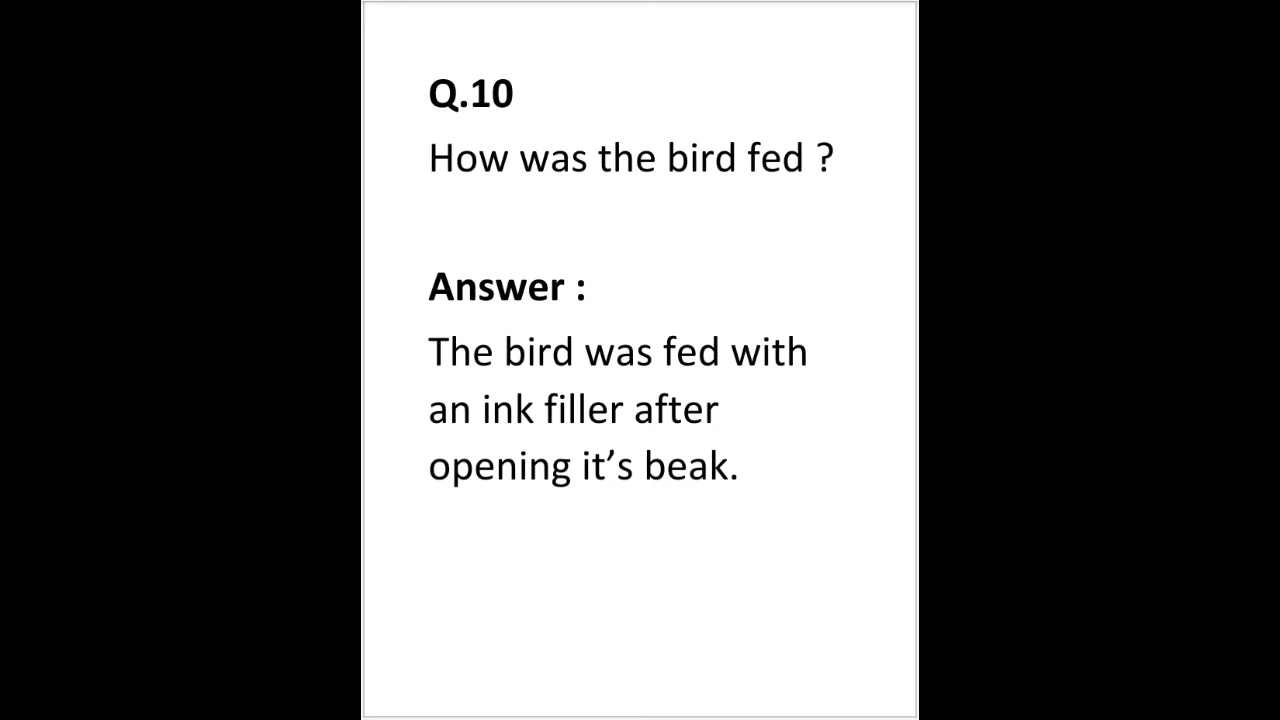 Q.10
How was the bird fed ?
Answer :
The bird was fed with
an ink filler after
opening it’s beak.